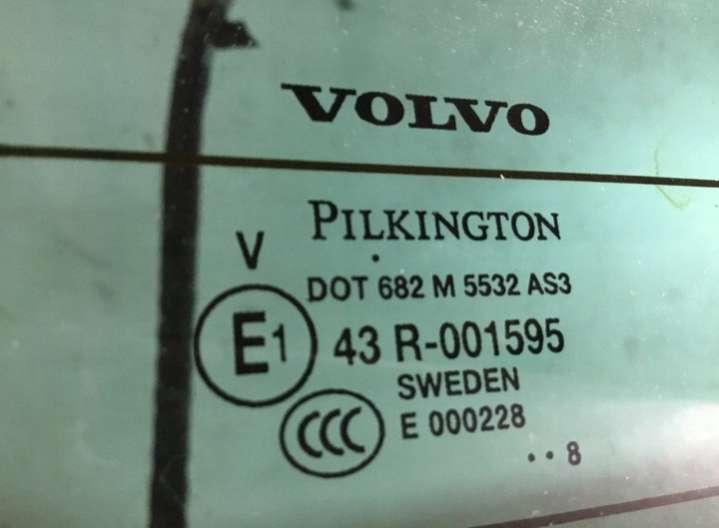 VOLVO
PILKINGTON
V
DOT 682 M 5532 AS3
E1 43 R-001595
SWEDEN
CCC E 000228
··8